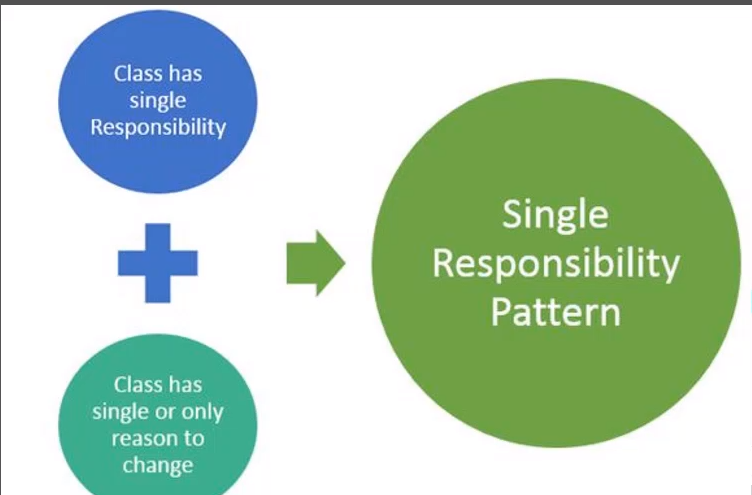 Class has
single
Responsibility
Class has
single or only
reason to
change
Single
Responsibility
Pattern